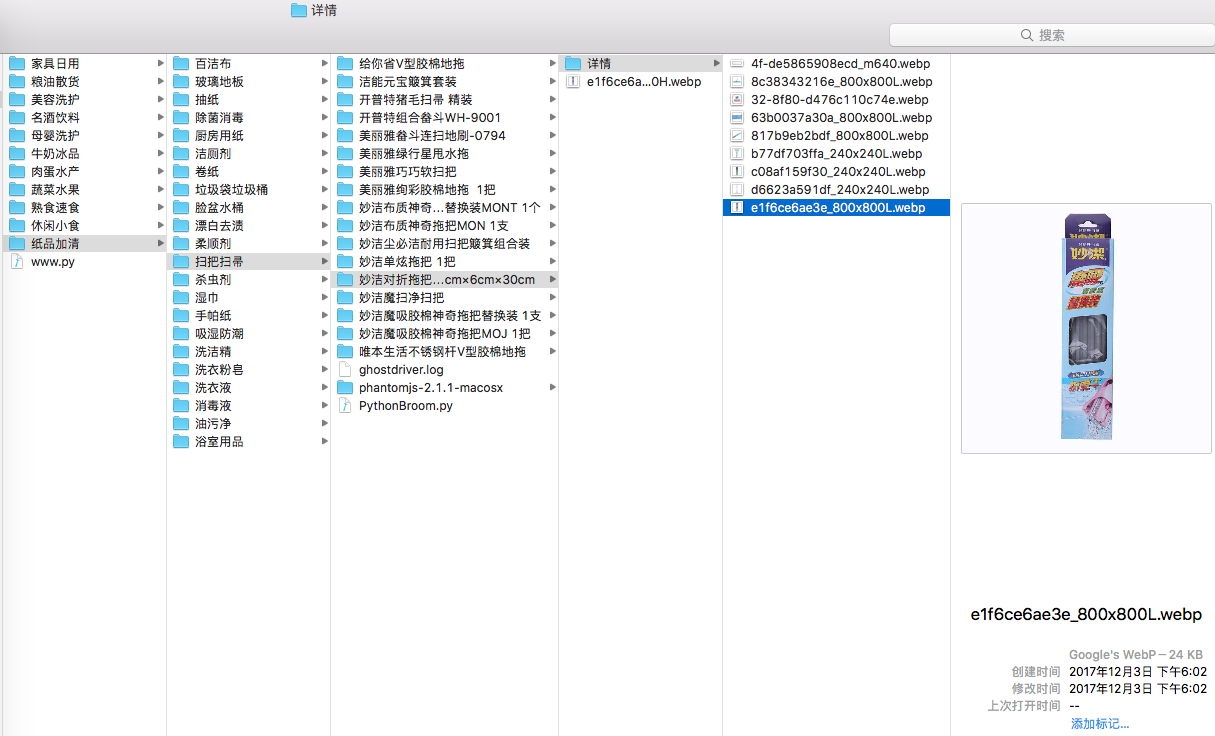 详情
搜索
家具日用
粮油散货
美容洗护
名酒饮料
母婴洗护
牛奶冰品
肉蛋水产
蔬菜水果
熟食速食
休闲小食
纸品加清
www.py
百洁布
玻璃地板
抽纸
除菌消毒
厨房用纸
洁厕剂
卷纸
垃圾袋垃圾桶
脸盆水桶
漂白去渍
柔顺剂
扫把扫帚
杀虫剂
湿巾
手帕纸
吸湿防潮
洗洁精
洗衣粉皂
洗衣液
消毒液
油污净
浴室用品
给你省V型胶棉地拖
洁能元宝簸箕套装
开普特猪毛扫帚 精装
开普特组合畚斗WH-9001
美丽雅畚斗连扫地刷-0794
美丽雅绿行星甩水拖
美丽雅巧巧软扫把
美丽雅绚彩胶棉地拖 1把
妙洁布质神奇...替换装MONT 1个
妙洁布质神奇拖把MON 1支
妙洁尘必洁耐用扫把簸箕组合装
妙洁单炫拖把 1把
妙洁对折拖把...cm×6cm×30cm
妙洁魔扫净扫把
妙洁魔吸胶棉神奇拖把替换装 1支
妙洁魔吸胶棉神奇拖把MOJ 1把
唯本生活不锈钢杆V型胶棉地拖
ghostdriver.log
phantomjs-2.1.1-macosx
PythonBroom.py
详情
e1f6ce6a...0H.webp
4f-de5865908ecd_m640.webp
8c38343216e_800x800L.webp
32-8f80-d476c110c74e.webp
63b0037a30a_800x800L.webp
817b9eb2bdf_800x800L.webp
b77df703ffa_240x240L.webp
c08af159f30_240x240L.webp
d6623a591df_240x240L.webp
e1f6ce6ae3e_800x800L.webp
妙洁
替换装
e1f6ce6ae3e_800x800L.webp
Google's WebP – 24 KB
创建时间 2017年12月3日 下午6:02
修改时间 2017年12月3日 下午6:02
上次打开时间 --
添加标记...